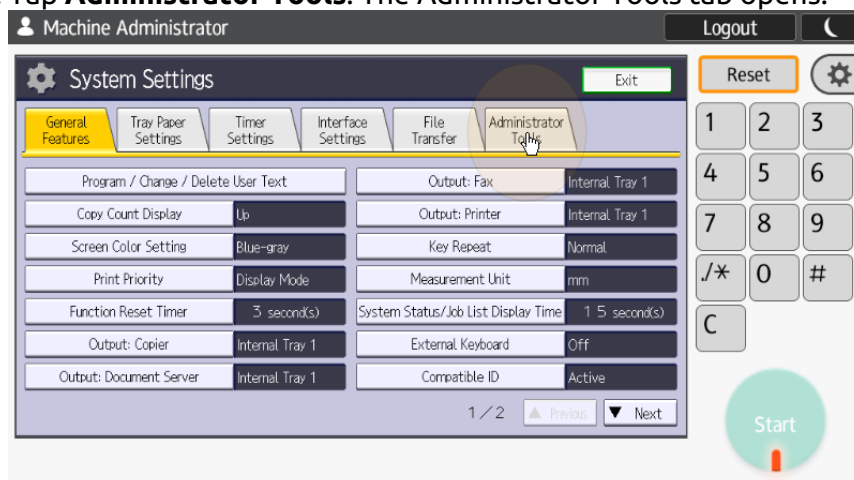 Tap Administrator Tools. The Administrator Tools tab opens.
Machine Administrator
Logout
System Settings
Exit
Reset
General Features
Tray Paper Settings
Timer Settings
Interface Settings
File Transfer
Administrator Tools
Program / Change / Delete User Text
Output: Fax Internal Tray 1
Copy Count Display Up
Output: Printer Internal Tray 1
Screen Color Setting Blue-gray
Key Repeat Normal
Print Priority Display Mode
Measurement Unit mm
Function Reset Timer 3 second(s)
System Status/Job List Display Time 15 second(s)
Output: Copier Internal Tray 1
External Keyboard Off
Output: Document Server Internal Tray 1
Compatible ID Active
1/2 ▲ Previous ▼ Next
1 2 3
4 5 6
7 8 9
./* 0 #
C
Start